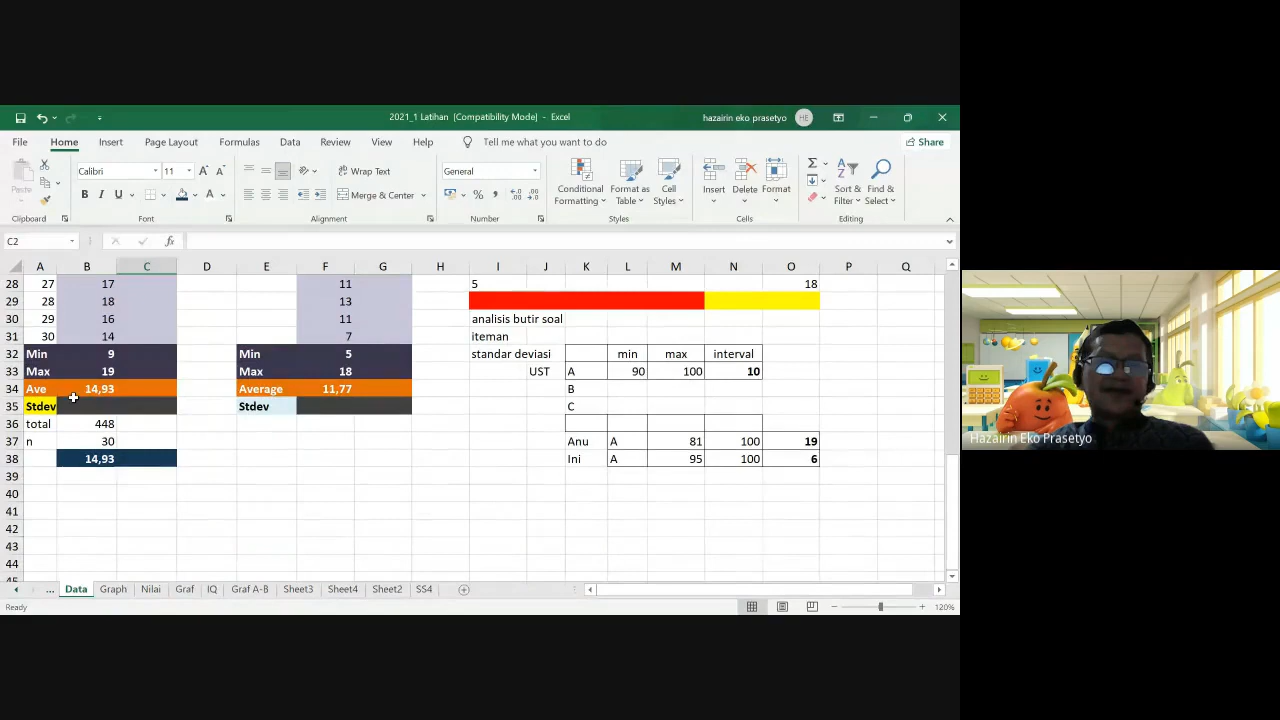 2021_1 Latihan [Compatibility Mode] - Excel
hazairin eko prasetyo HE
File Home Insert Page Layout Formulas Data Review View Help Tell me what you want to do Share
Paste Calibri 11 B I U Wrap Text Merge & Center General % Conditional Formatting Format as Table Cell Styles Insert Delete Format Sort & Filter Find & Select
Clipboard Font Alignment Number Styles Cells Editing
C2 fx
A B C D E F G H I J K L M N O P Q
28 27 17 11 5 18
29 28 18 13
30 29 16 11 analisis butir soal
31 30 14 7 iteman
32 Min 9 Min 5 standar deviasi min max interval
33 Max 19 Max 18 UST A 90 100 10
34 Ave 14,93 Average 11,77 B
35 Stdev Stdev C
36 total 448
37 n 30 Anu A 81 100 19
38 14,93 Ini A 95 100 6
39
40
41
42
43
44
... Data Graph Nilai Graf IQ Graf A-B Sheet3 Sheet4 Sheet2 SS4
Ready 120%
Hazairin Eko Prasetyo